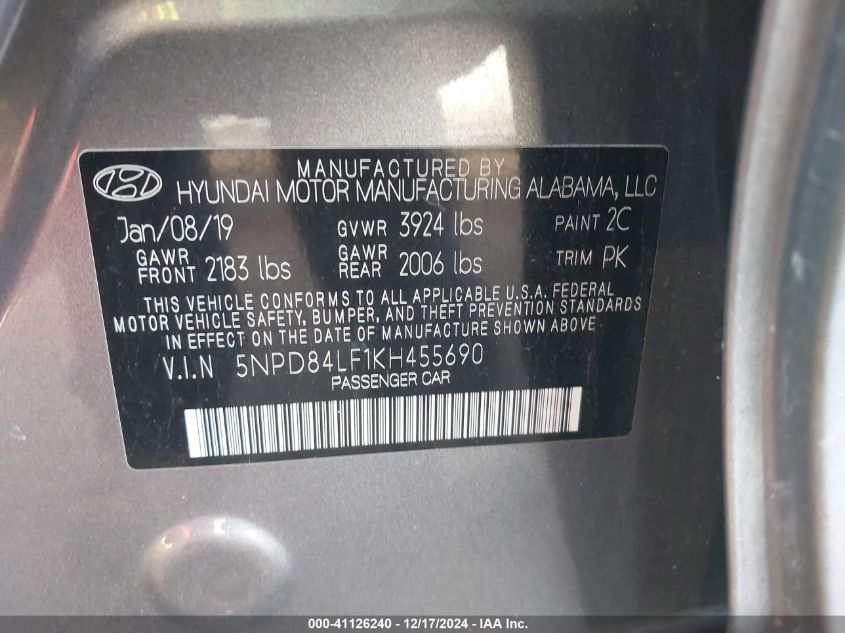 MANUFACTURED BY
HYUNDAI MOTOR MANUFACTURING ALABAMA, LLC
Jan/08/19 GVWR 3924 lbs PAINT 2C
GAWR FRONT 2183 lbs GAWR REAR 2006 lbs TRIM PK
THIS VEHICLE CONFORMS TO ALL APPLICABLE U.S.A. FEDERAL
MOTOR VEHICLE SAFETY, BUMPER, AND THEFT PREVENTION STANDARDS
IN EFFECT ON THE DATE OF MANUFACTURE SHOWN ABOVE.
V.I.N 5NPD84LF1KH455690
PASSENGER CAR
000-41126240 - 12/17/2024 - IAA Inc.